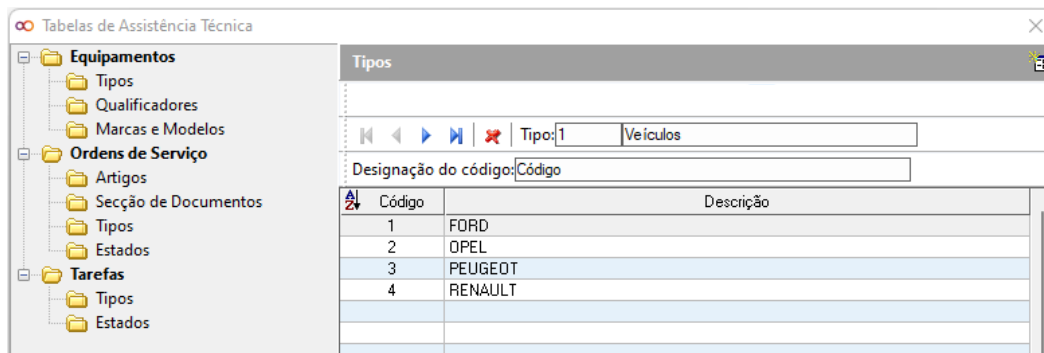 Tabelas de Assistência Técnica
Equipamentos
Tipos
Qualificadores
Marcas e Modelos
Ordens de Serviço
Artigos
Secção de Documentos
Tipos
Estados
Tarefas
Tipos
Estados
Tipos
Tipo: 1 Veículos
Designação do código: Código
Código Descrição
1 FORD
2 OPEL
3 PEUGEOT
4 RENAULT